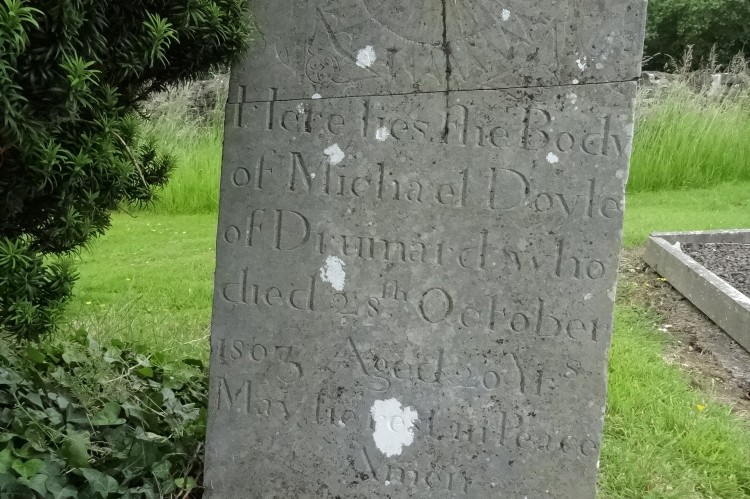 Here lies the Body
of Michael Doyle
of Drumard who
died 28th October
1803 Aged 20 Yrs
May he rest in Peace
Amen